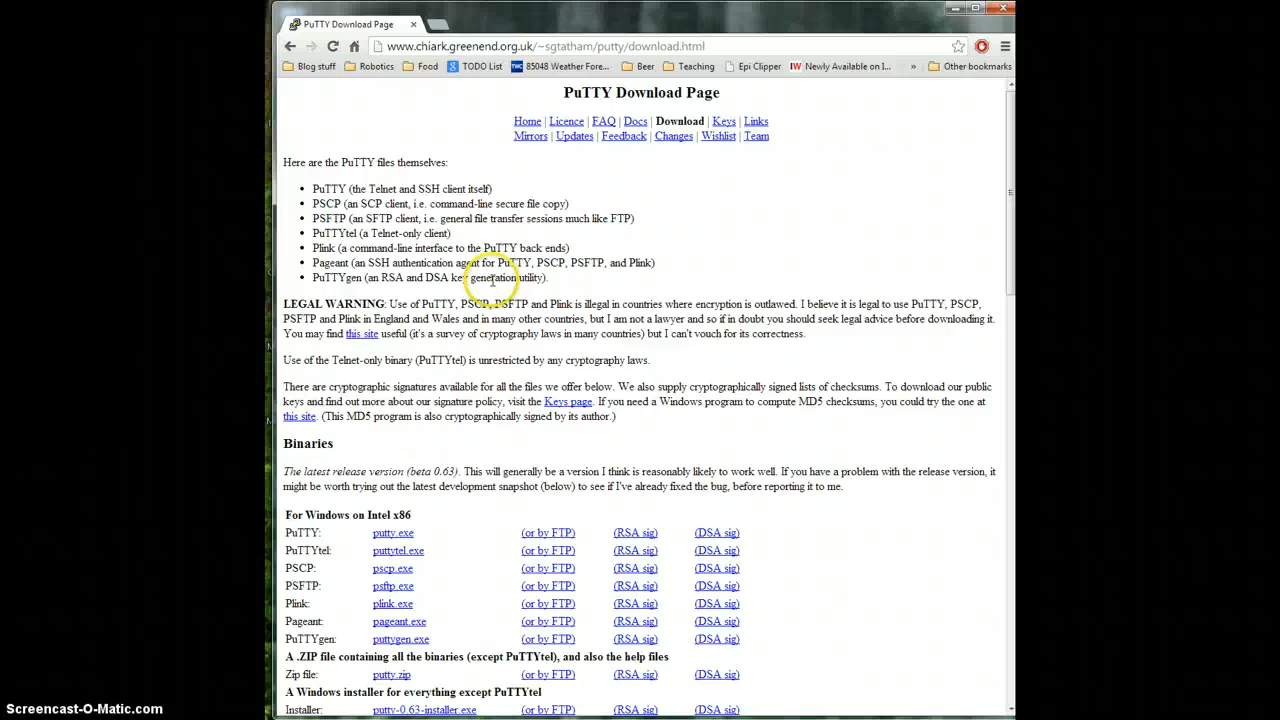 PuTTY Download Page
www.chiark.greenend.org.uk/~sgtatham/putty/download.html
Blog stuff Robotics Food TODO List 85048 Weather Fore... Beer Teaching Epi Clipper Newly Available on I... » Other bookmarks
PuTTY Download Page
Home | Licence | FAQ | Docs | Download | Keys | Links
Mirrors | Updates | Feedback | Changes | Wishlist | Team
Here are the PuTTY files themselves:
• PuTTY (the Telnet and SSH client itself)
• PSCP (an SCP client, i.e. command-line secure file copy)
• PSFTP (an SFTP client, i.e. general file transfer sessions much like FTP)
• PuTTYtel (a Telnet-only client)
• Plink (a command-line interface to the PuTTY back ends)
• Pageant (an SSH authentication agent for PuTTY, PSCP, PSFTP, and Plink)
• PuTTYgen (an RSA and DSA key generation utility).
LEGAL WARNING: Use of PuTTY, PSCP, PSFTP and Plink is illegal in countries where encryption is outlawed. I believe it is legal to use PuTTY, PSCP,
PSFTP and Plink in England and Wales and in many other countries, but I am not a lawyer and so if in doubt you should seek legal advice before downloading it.
You may find this site useful (it's a survey of cryptography laws in many countries) but I can't vouch for its correctness.
Use of the Telnet-only binary (PuTTYtel) is unrestricted by any cryptography laws.
There are cryptographic signatures available for all the files we offer below. We also supply cryptographically signed lists of checksums. To download our public
keys and find out more about our signature policy, visit the Keys page. If you need a Windows program to compute MD5 checksums, you could try the one at
this site. (This MD5 program is also cryptographically signed by its author.)
Binaries
The latest release version (beta 0.63). This will generally be a version I think is reasonably likely to work well. If you have a problem with the release version, it
might be worth trying out the latest development snapshot (below) to see if I've already fixed the bug, before reporting it to me.
For Windows on Intel x86
PuTTY: putty.exe (or by FTP) (RSA sig) (DSA sig)
PuTTYtel: puttytel.exe (or by FTP) (RSA sig) (DSA sig)
PSCP: pscp.exe (or by FTP) (RSA sig) (DSA sig)
PSFTP: psftp.exe (or by FTP) (RSA sig) (DSA sig)
Plink: plink.exe (or by FTP) (RSA sig) (DSA sig)
Pageant: pageant.exe (or by FTP) (RSA sig) (DSA sig)
PuTTYgen: puttygen.exe (or by FTP) (RSA sig) (DSA sig)
A .ZIP file containing all the binaries (except PuTTYtel), and also the help files
Zip file: putty.zip (or by FTP) (RSA sig) (DSA sig)
A Windows installer for everything except PuTTYtel
Installer: putty-0.63-installer.exe (or by FTP) (RSA sig) (DSA sig)
Screencast-O-Matic.com